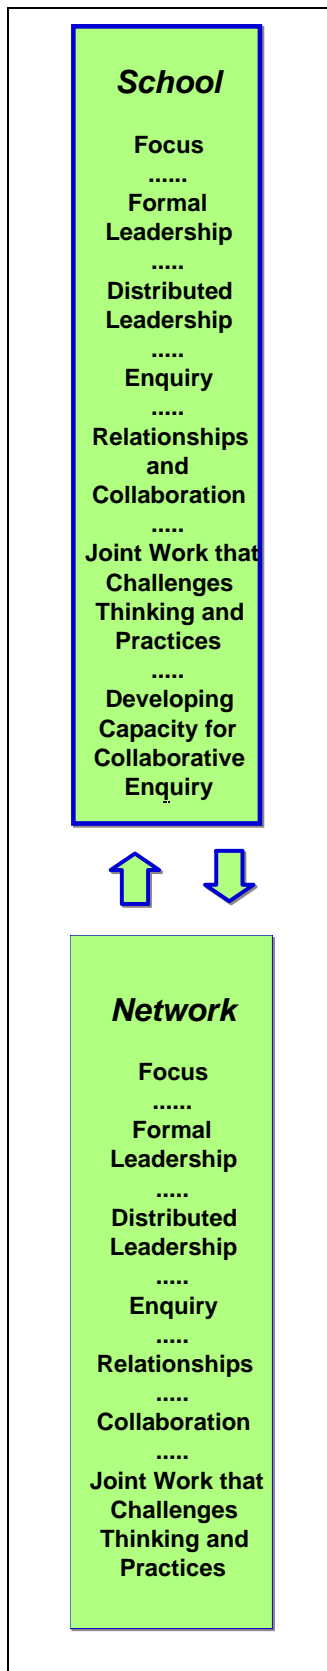 School
Focus
......
Formal
Leadership
.....
Distributed
Leadership
.....
Enquiry
.....
Relationships
and
Collaboration
.....
Joint Work that
Challenges
Thinking and
Practices
.....
Developing
Capacity for
Collaborative
Enquiry
Network
Focus
......
Formal
Leadership
.....
Distributed
Leadership
.....
Enquiry
.....
Relationships
.....
Collaboration
.....
Joint Work that
Challenges
Thinking and
Practices